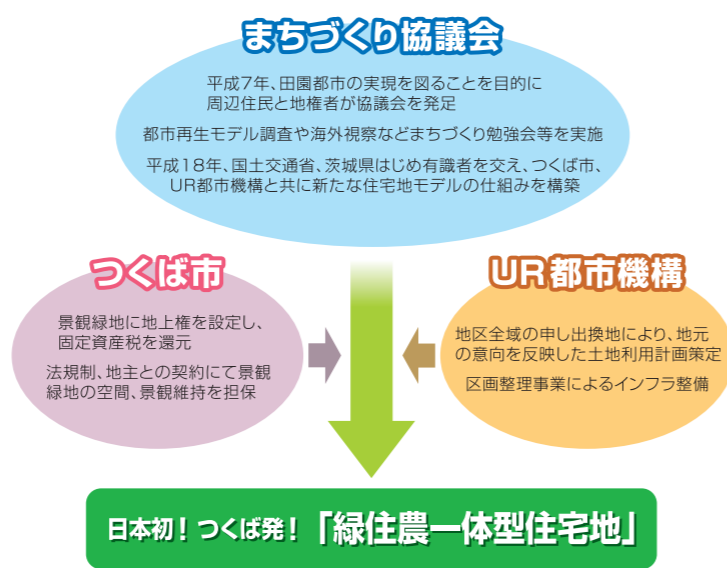 まちづくり協議会
平成7年、田園都市の実現を図ることを目的に
周辺住民と地権者が協議会を発足
都市再生モデル調査や海外視察などまちづくり勉強会等を実施
平成18年、国土交通省、茨城県はじめ有識者を交え、つくば市、
UR都市機構と共に新たな住宅地モデルの仕組みを構築
つくば市
景観緑地に地上権を設定し、
固定資産税を還元
法規制、地主との契約にて景観
緑地の空間、景観維持を担保
UR都市機構
地区全域の申し出換地により、地元
の意向を反映した土地利用計画策定
区画整理事業によるインフラ整備
日本初！つくば発！「緑住農一体型住宅地」